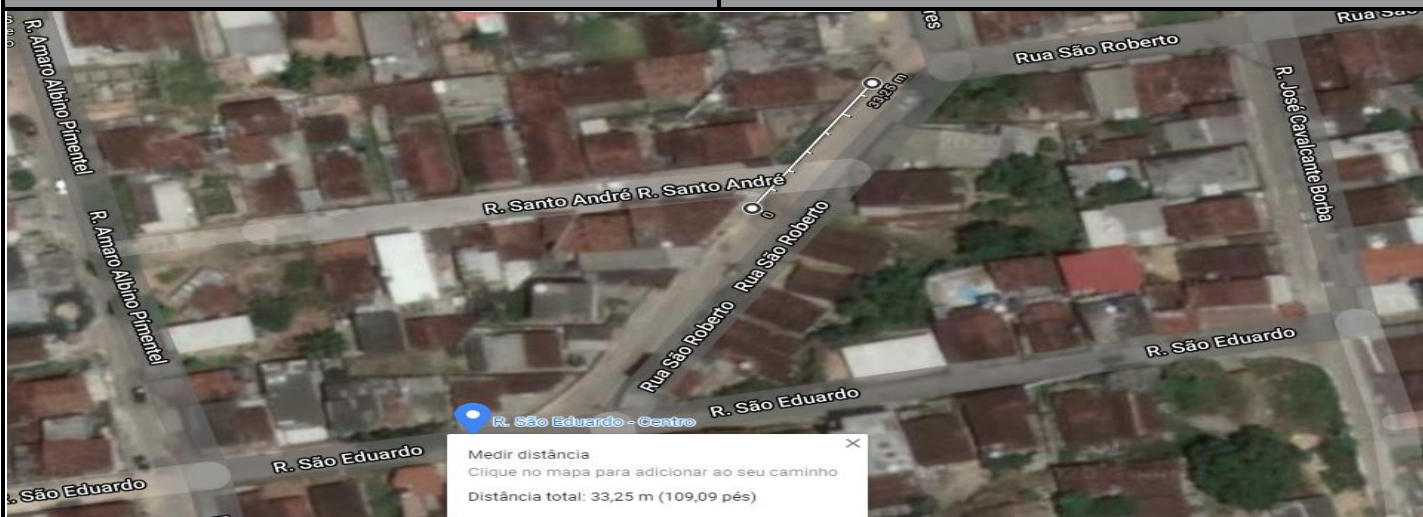 R. Amaro Albino Pimentel
res
Rua São Roberto
Rua São
R. José Cavalcante Borba
33,25 m
R. Santo André R. Santo André
0
R. Amaro Albino Pimentel
Rua São Roberto
Rua São Roberto
R. São Eduardo
R. São Eduardo
R. São Eduardo - Centro
R. São Eduardo
. São Eduardo
Medir distância
Clique no mapa para adicionar ao seu caminho
Distância total: 33,25 m (109,09 pés)